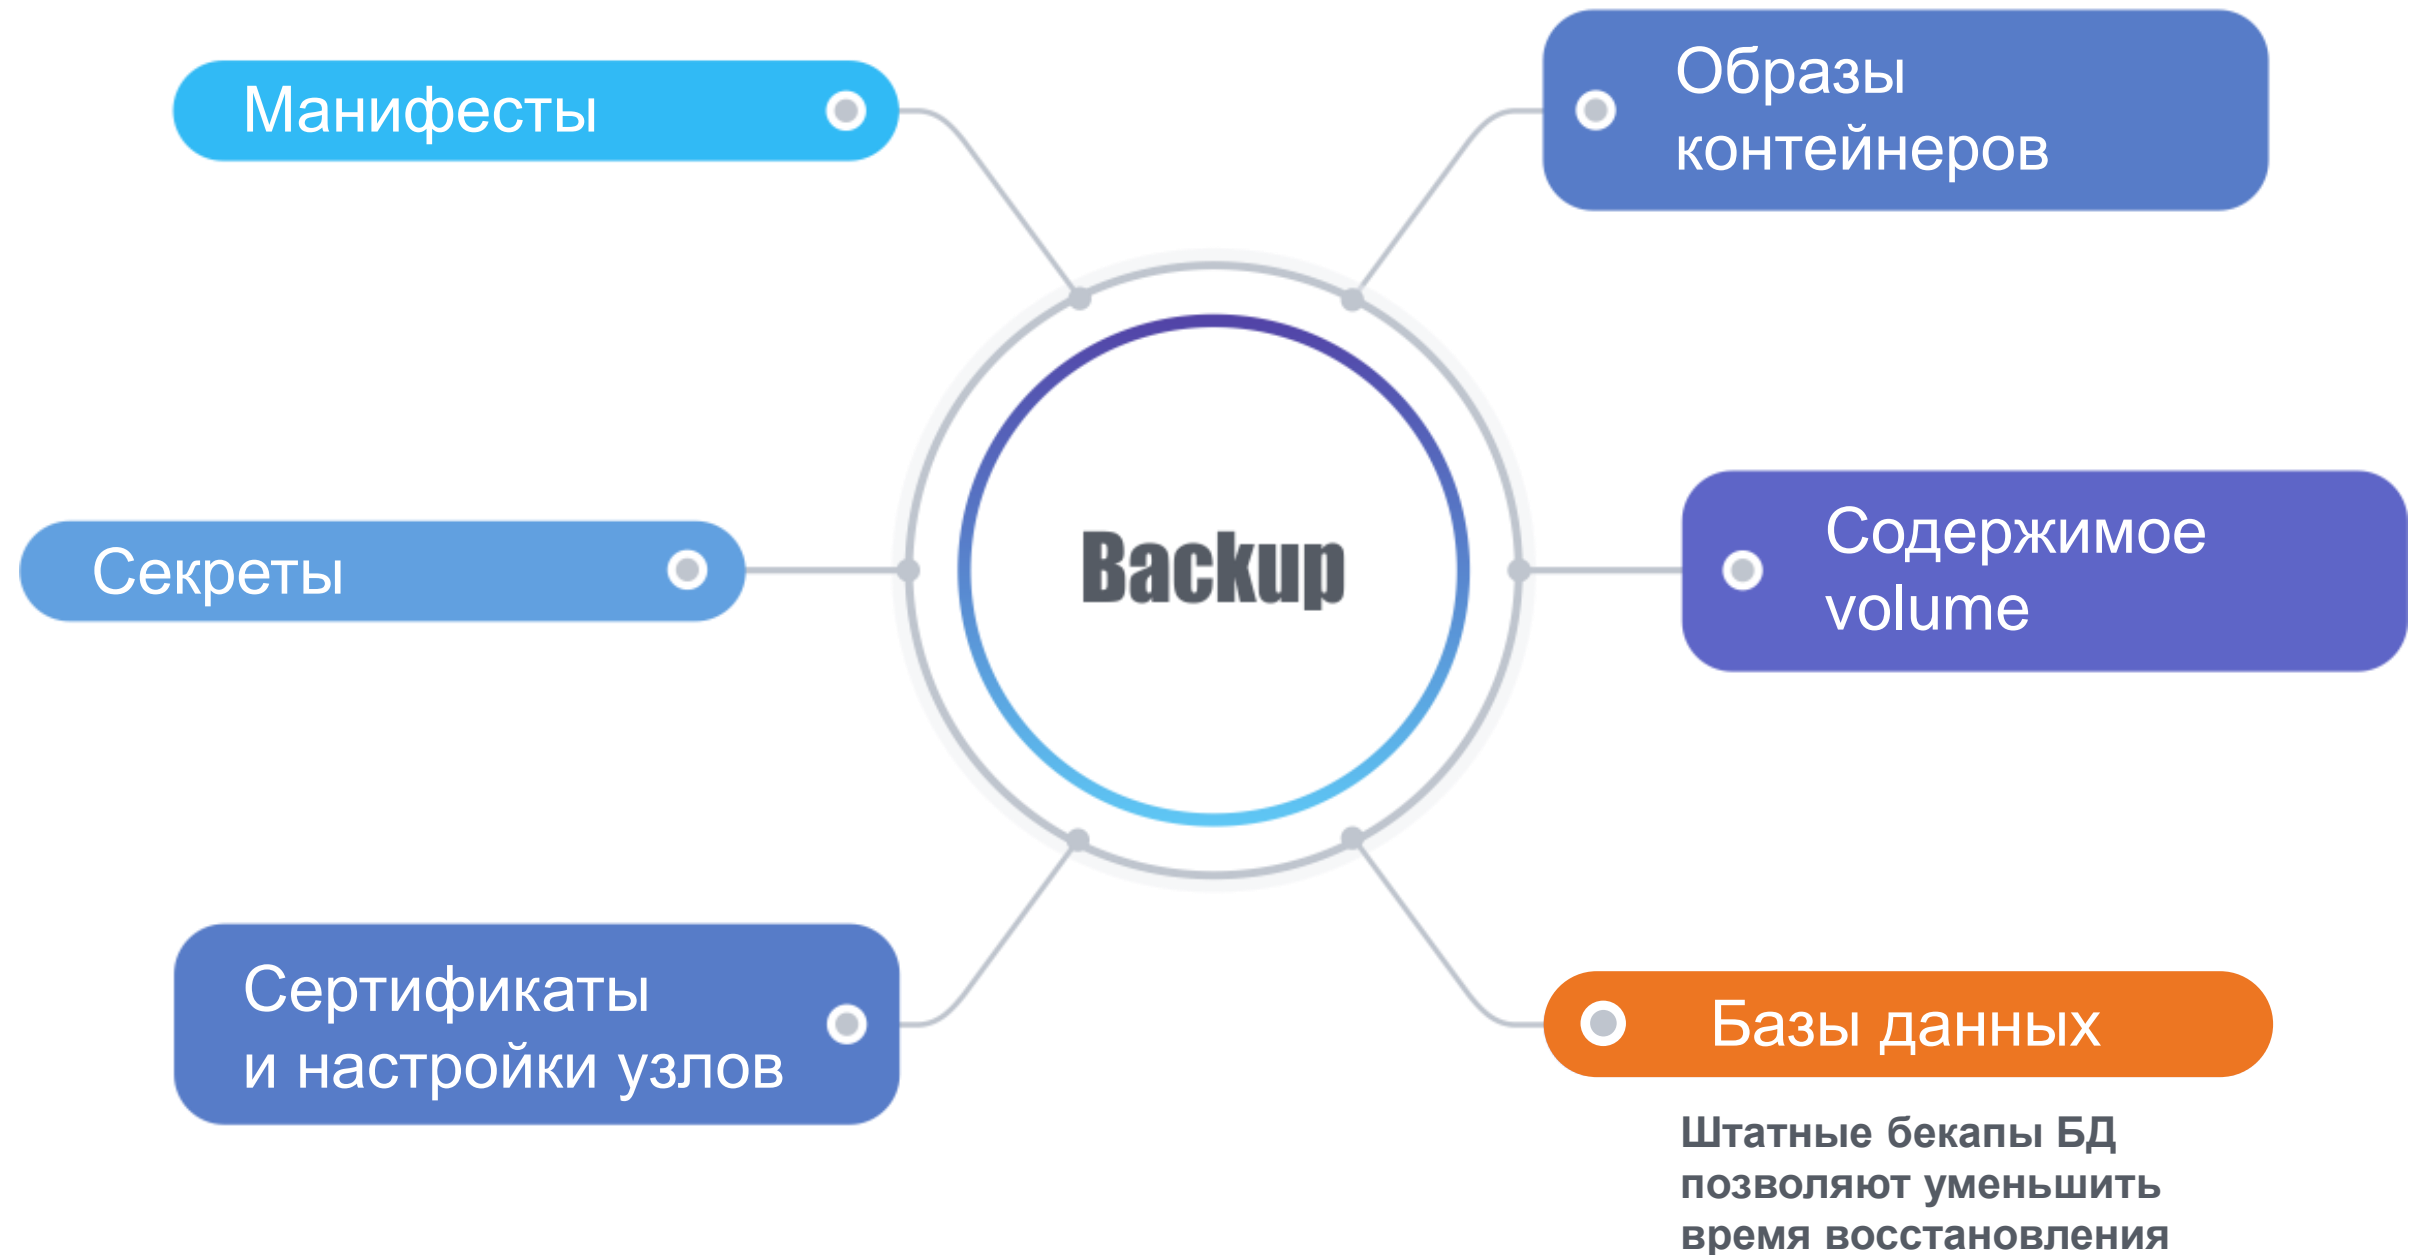 Манифесты
Образы
контейнеров
Секреты
Backup
Содержимое
volume
Сертификаты
и настройки узлов
Базы данных
Штатные бекапы БД
позволяют уменьшить
время восстановления